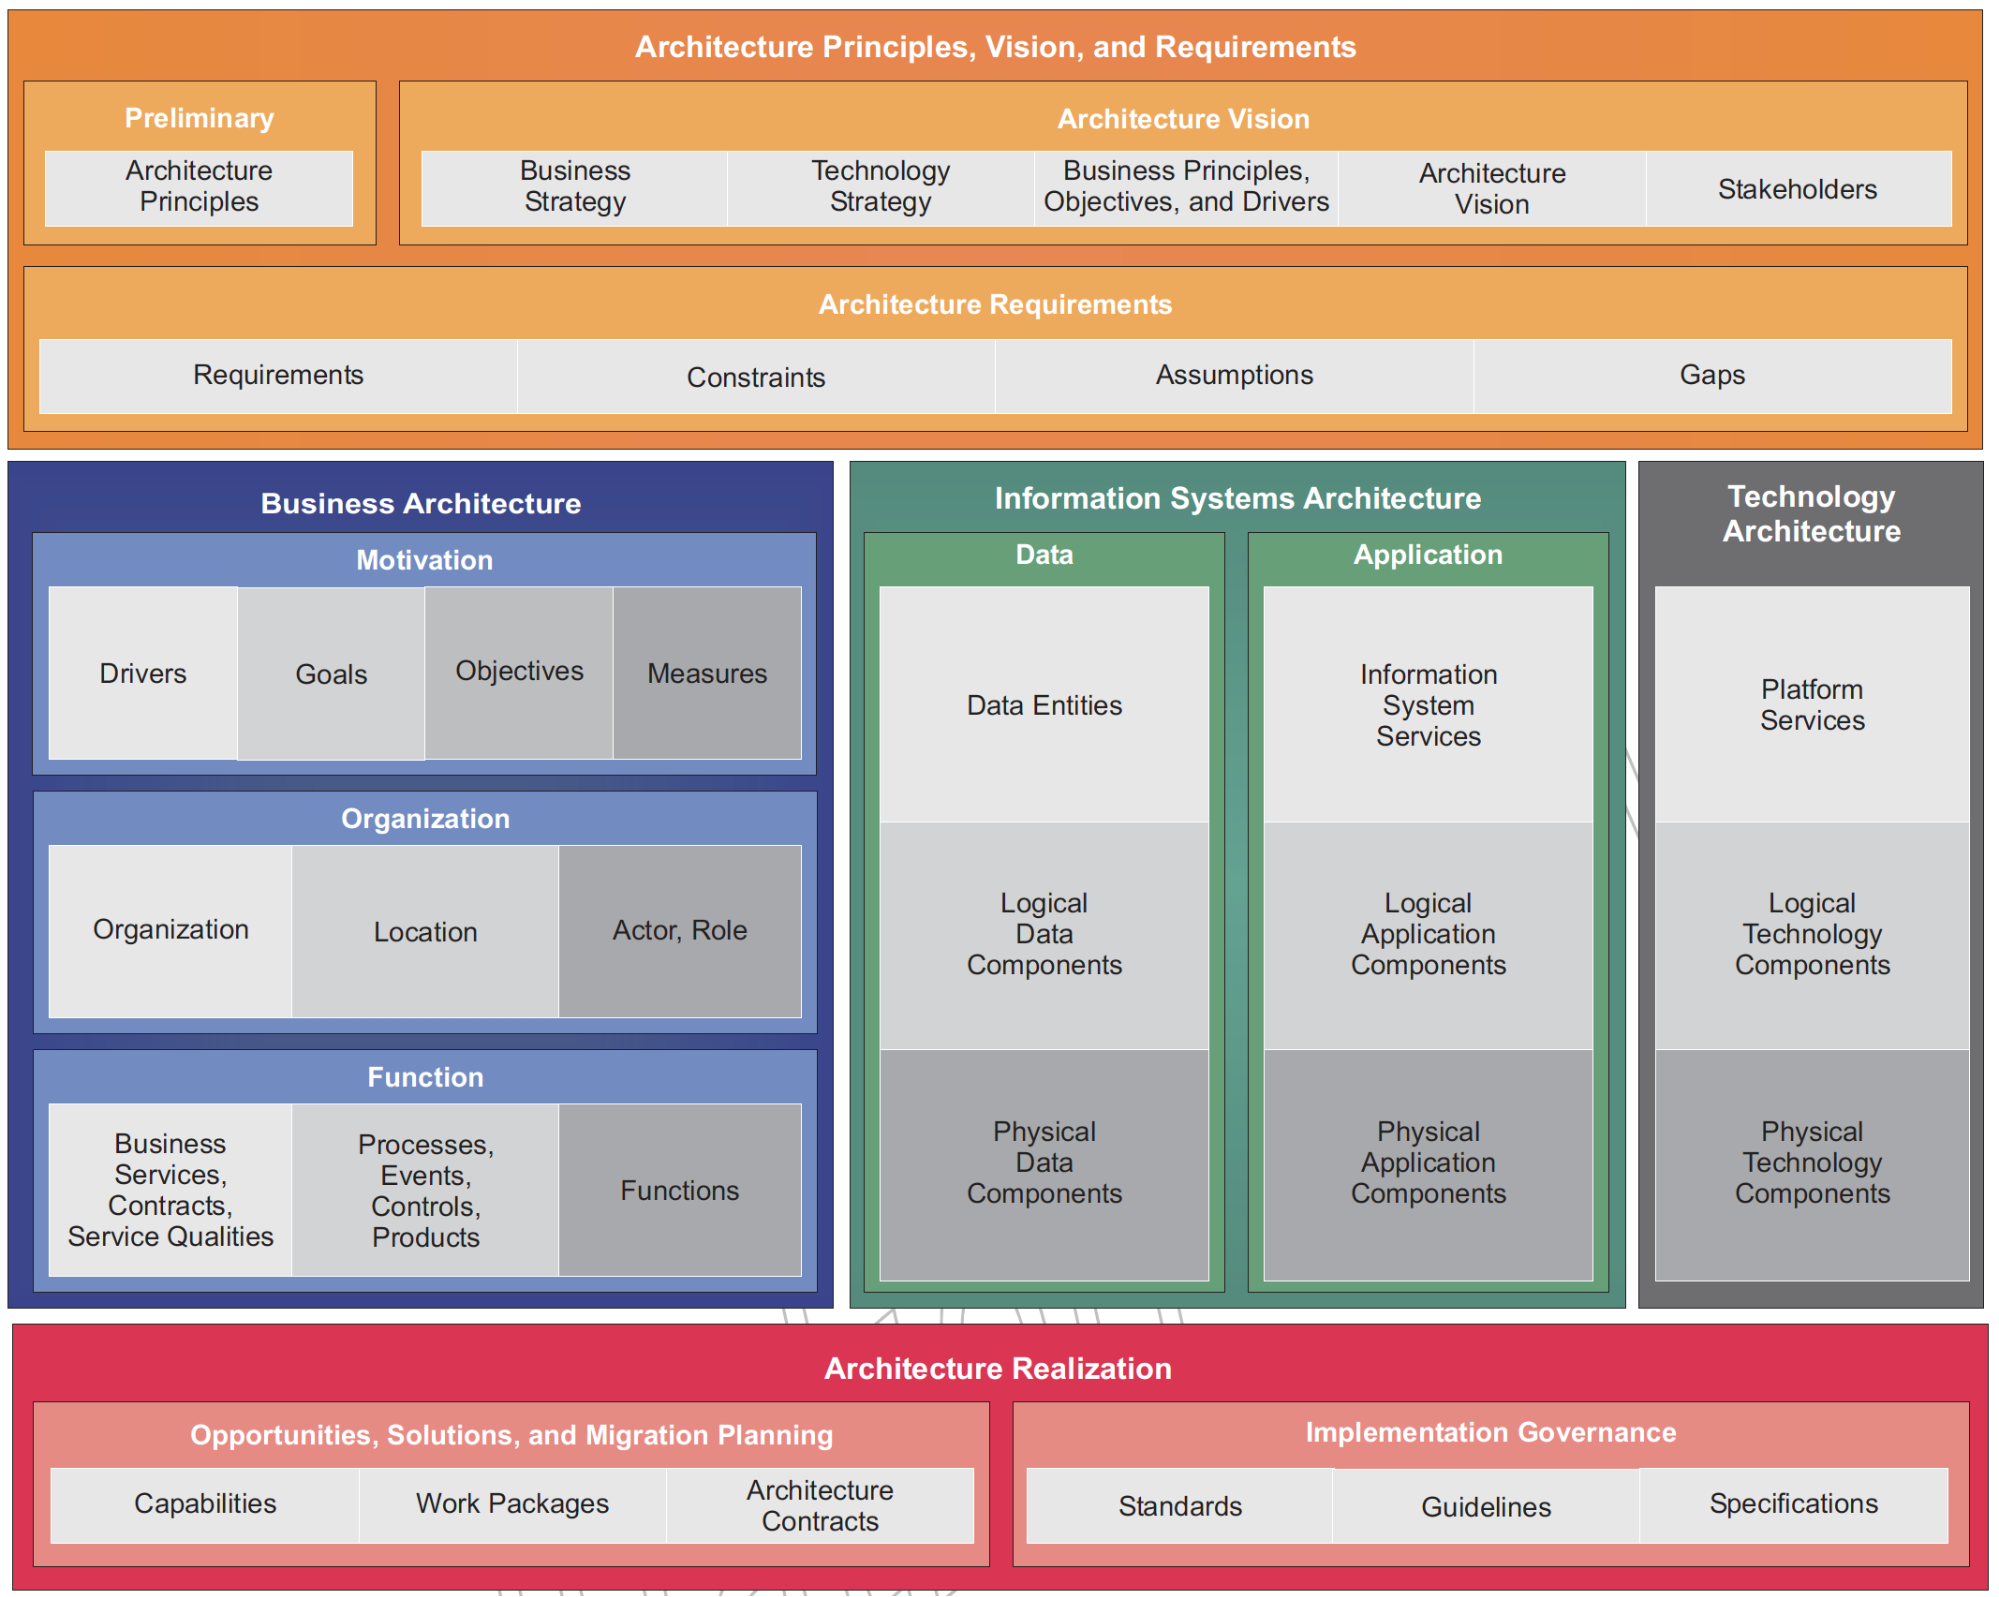 Architecture Principles, Vision, and Requirements
Preliminary
Architecture
Principles
Architecture Vision
Business
Strategy
Technology
Strategy
Business Principles,
Objectives, and Drivers
Architecture
Vision
Stakeholders
Architecture Requirements
Requirements
Constraints
Assumptions
Gaps
Business Architecture
Motivation
Drivers
Goals
Objectives
Measures
Organization
Organization
Location
Actor, Role
Function
Business
Services,
Contracts,
Service Qualities
Processes,
Events,
Controls,
Products
Functions
Information Systems Architecture
Data
Data Entities
Logical
Data
Components
Physical
Data
Components
Application
Information
System
Services
Logical
Application
Components
Physical
Application
Components
Technology
Architecture
Platform
Services
Logical
Technology
Components
Physical
Technology
Components
Architecture Realization
Opportunities, Solutions, and Migration Planning
Capabilities
Work Packages
Architecture
Contracts
Implementation Governance
Standards
Guidelines
Specifications